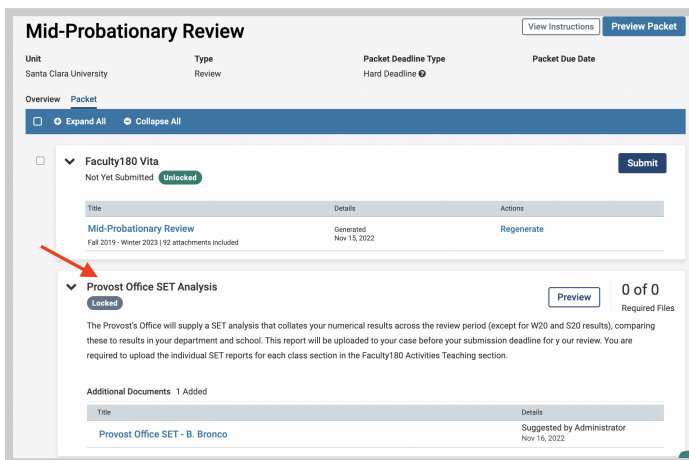 Mid-Probationary Review
View Instructions
Preview Packet
Unit
Type
Packet Deadline Type
Packet Due Date
Santa Clara University
Review
Hard Deadline
Overview Packet
Expand All
Collapse All
Faculty180 Vita
Submit
Not Yet Submitted Unlocked
Title
Details
Actions
Mid-Probationary Review
Generated
Regenerate
Fall 2019 - Winter 2023 | 92 attachments included
Nov 15, 2022
Provost Office SET Analysis
Locked
Preview
0 of 0
Required Files
The Provost's Office will supply a SET analysis that collates your numerical results across the review period (except for W20 and S20 results), comparing
these to results in your department and school. This report will be uploaded to your case before your submission deadline for y our review. You are
required to upload the individual SET reports for each class section in the Faculty180 Activities Teaching section.
Additional Documents 1 Added
Title
Details
Provost Office SET - B. Bronco
Suggested by Administrator
Nov 16, 2022